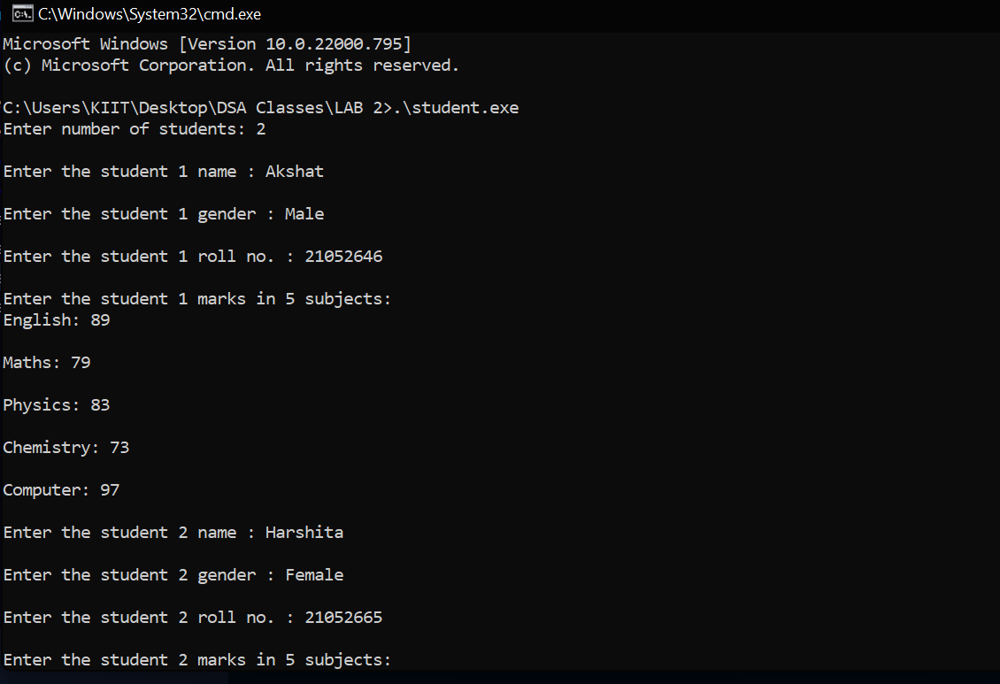 C:\Windows\System32\cmd.exe
Microsoft Windows [Version 10.0.22000.795]
(c) Microsoft Corporation. All rights reserved.
C:\Users\KIIT\Desktop\DSA Classes\LAB 2>.\student.exe
Enter number of students: 2
Enter the student 1 name : Akshat
Enter the student 1 gender : Male
Enter the student 1 roll no. : 21052646
Enter the student 1 marks in 5 subjects:
English: 89
Maths: 79
Physics: 83
Chemistry: 73
Computer: 97
Enter the student 2 name : Harshita
Enter the student 2 gender : Female
Enter the student 2 roll no. : 21052665
Enter the student 2 marks in 5 subjects: